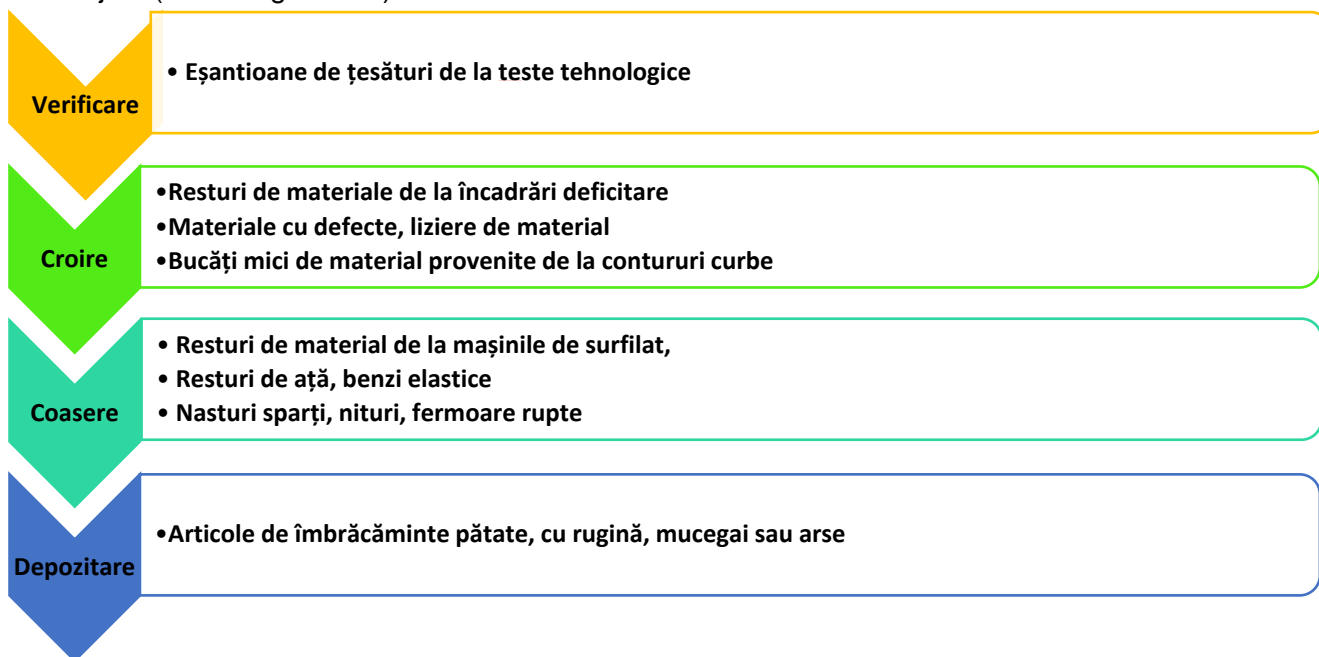 Verificare
• Eșantioane de țesături de la teste tehnologice
Croire
•Resturi de materiale de la încadrări deficitare
•Materiale cu defecte, liziere de material
•Bucăți mici de material provenite de la contururi curbe
Coasere
• Resturi de material de la mașinile de surfilat,
• Resturi de ață, benzi elastice
• Nasturi sparți, nituri, fermoare rupte
Depozitare
•Articole de îmbrăcăminte pătate, cu rugină, mucegai sau arse